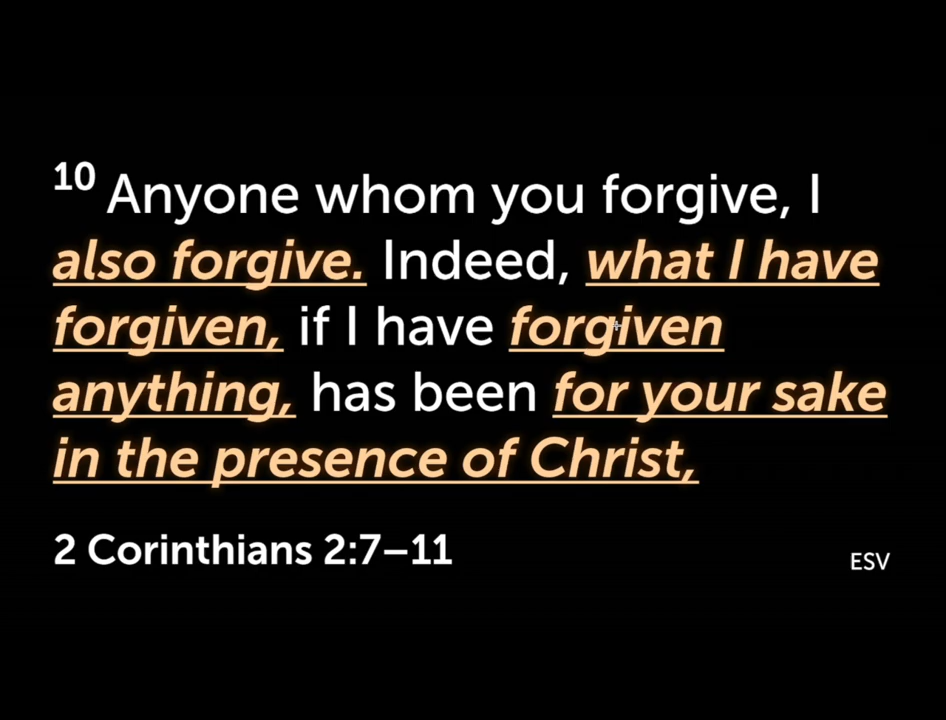 10 Anyone whom you forgive, I
also forgive. Indeed, what I have
forgiven, if I have forgiven
anything, has been for your sake
in the presence of Christ,
2 Corinthians 2:7–11
ESV